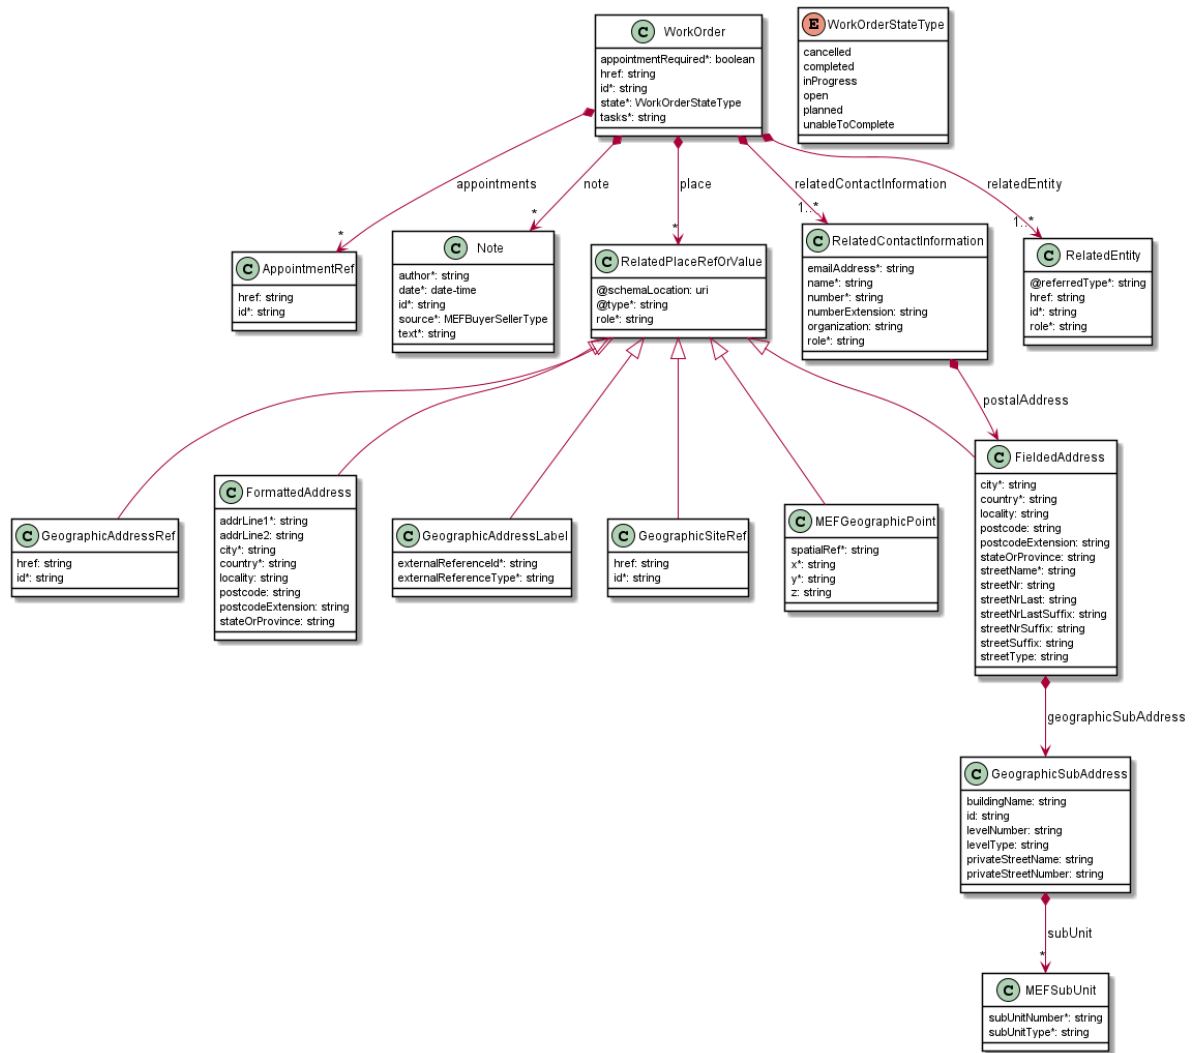 C WorkOrder
appointmentRequired*: boolean
href: string
id*: string
state*: WorkOrderStateType
tasks*: string
E WorkOrderStateType
cancelled
completed
inProgress
open
planned
unableToComplete
appointments
note
place
relatedContactInformation
relatedEntity
*
*
*
1..*
1..*
C AppointmentRef
href: string
id*: string
C Note
author*: string
date*: date-time
id*: string
source*: MEFBuyerSellerType
text*: string
C RelatedPlaceRefOrValue
@schemaLocation: uri
@type*: string
role*: string
C RelatedContactInformation
emailAddress*: string
name*: string
number*: string
numberExtension: string
organization: string
role*: string
C RelatedEntity
@referredType*: string
href: string
id*: string
role*: string
postalAddress
C GeographicAddressRef
href: string
id*: string
C FormattedAddress
addrLine1*: string
addrLine2: string
city*: string
country*: string
locality: string
postcode: string
postcodeExtension: string
stateOrProvince: string
C GeographicAddressLabel
externalReferenceId*: string
externalReferenceType*: string
C GeographicSiteRef
href: string
id*: string
C MEFGeographicPoint
spatialRef*: string
x*: string
y*: string
z: string
C FieldedAddress
city*: string
country*: string
locality: string
postcode: string
postcodeExtension: string
stateOrProvince: string
streetName*: string
streetNr: string
streetNrLast: string
streetNrLastSuffix: string
streetNrSuffix: string
streetSuffix: string
streetType: string
geographicSubAddress
C GeographicSubAddress
buildingName: string
id: string
levelNumber: string
levelType: string
privateStreetName: string
privateStreetNumber: string
subUnit
*
C MEFSubUnit
subUnitNumber*: string
subUnitType*: string